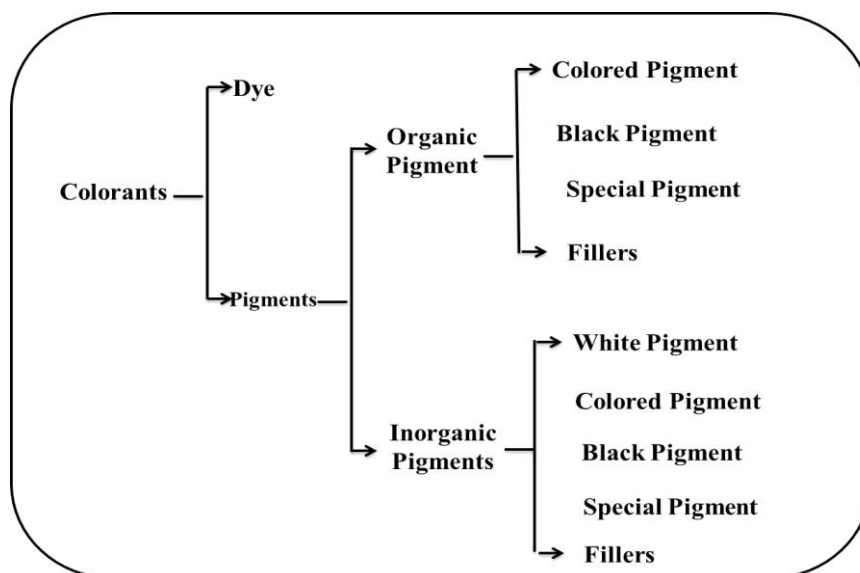 Colorants
Dye
Pigments
Organic
Pigment
Colored Pigment
Black Pigment
Special Pigment
Fillers
Inorganic
Pigments
White Pigment
Colored Pigment
Black Pigment
Special Pigment
Fillers